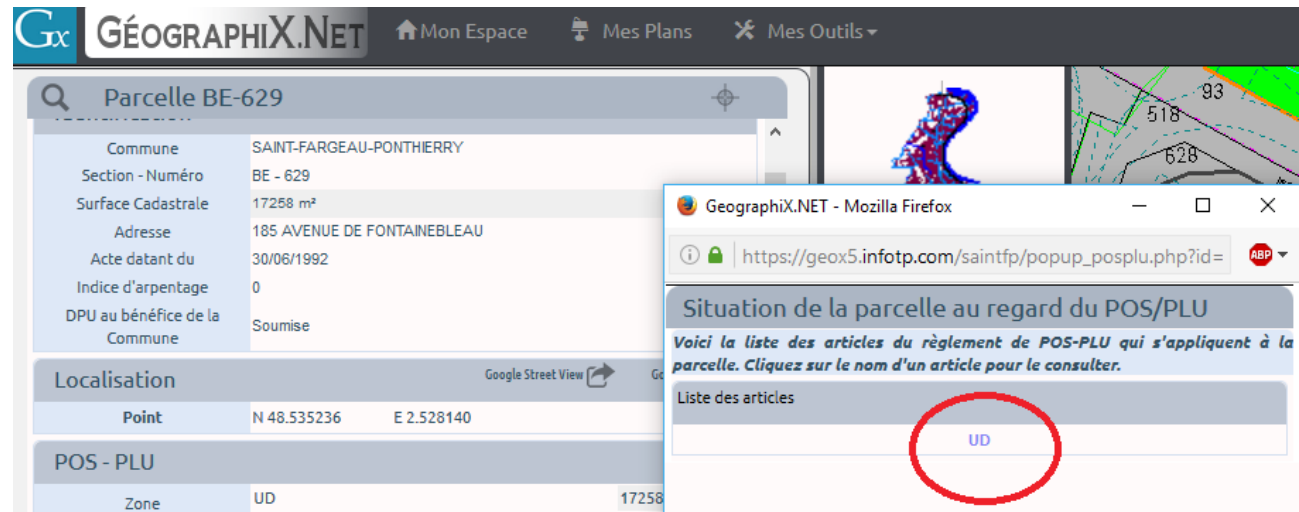 Gx GÉOGRAPHIX.NET Mon Espace Mes Plans Mes Outils
Parcelle BE-629
Commune SAINT-FARGEAU-PONTHIERRY
Section - Numéro BE - 629
Surface Cadastrale 17258 m²
Adresse 185 AVENUE DE FONTAINEBLEAU
Acte datant du 30/06/1992
Indice d'arpentage 0
DPU au bénéfice de la
Commune
Soumise
Localisation Google Street View
Point N 48.535236 E 2.528140
POS - PLU
Zone UD 17258
93
518
628
GeographiX.NET - Mozilla Firefox
https://geox5.infotp.com/saintfp/popup_posplu.php?id= ABP
Situation de la parcelle au regard du POS/PLU
Voici la liste des articles du règlement de POS-PLU qui s'appliquent à la
parcelle. Cliquez sur le nom d'un article pour le consulter.
Liste des articles
UD